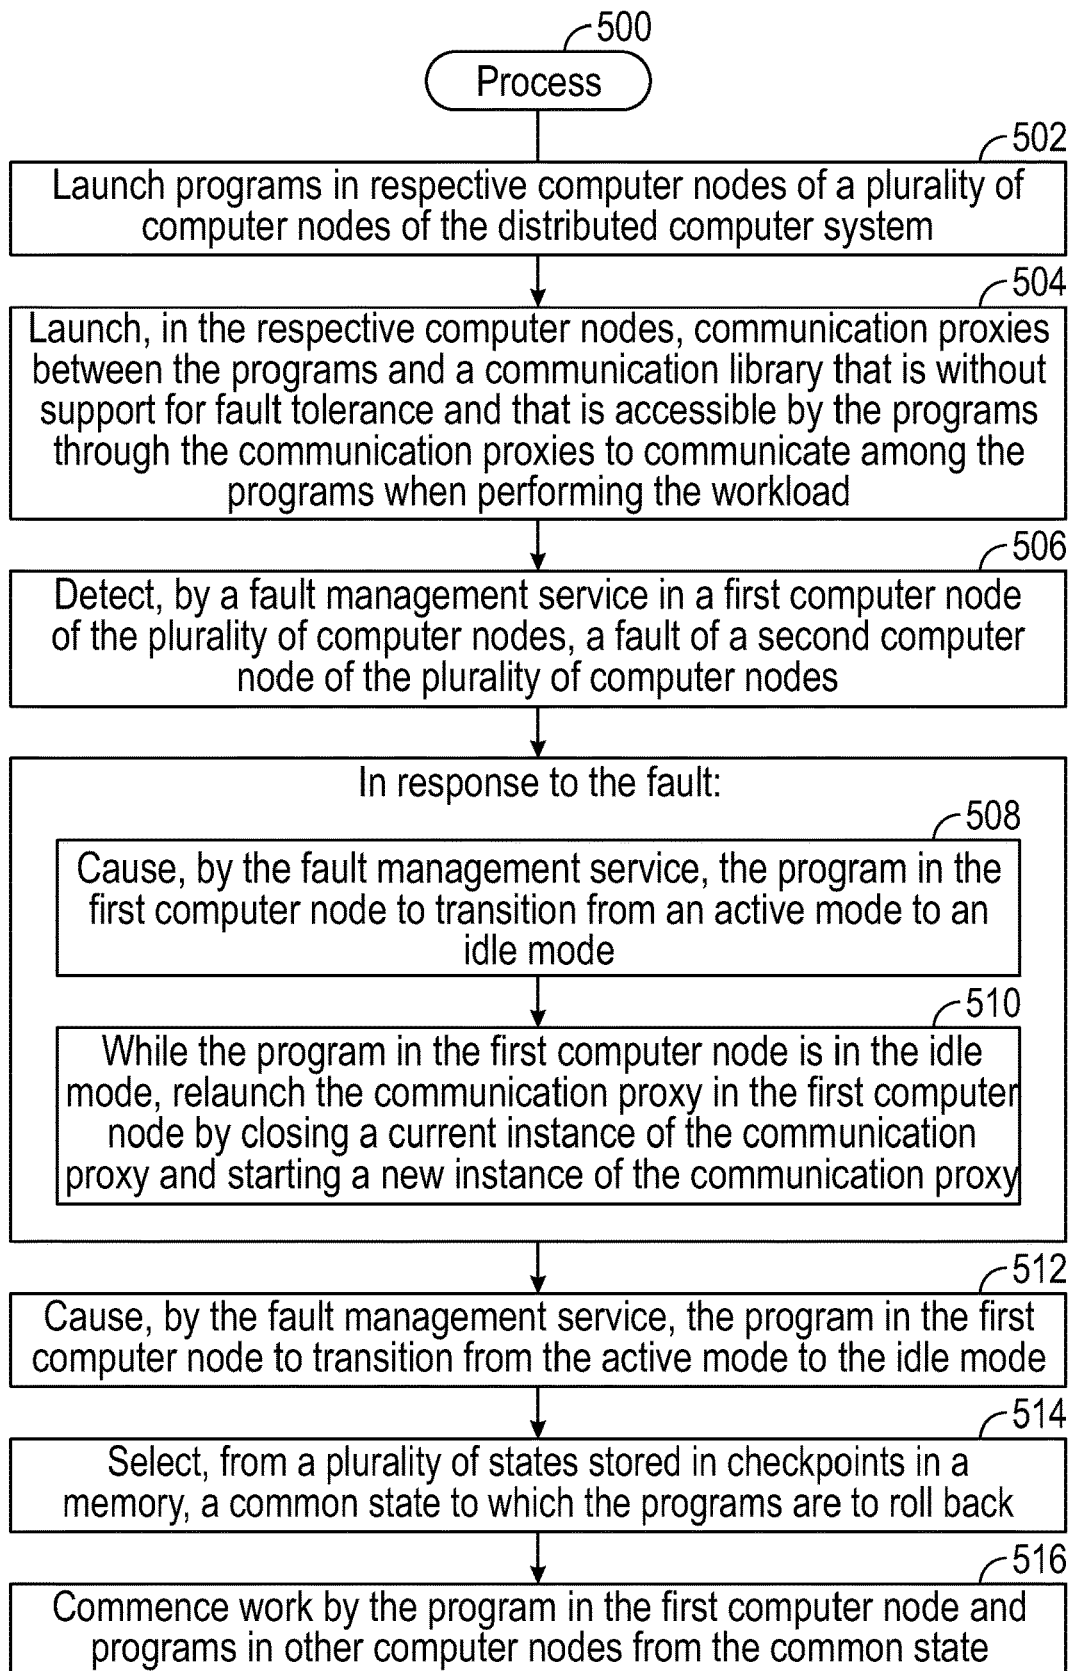 500
Process
502
Launch programs in respective computer nodes of a plurality of
computer nodes of the distributed computer system
504
Launch, in the respective computer nodes, communication proxies
between the programs and a communication library that is without
support for fault tolerance and that is accessible by the programs
through the communication proxies to communicate among the
programs when performing the workload
506
Detect, by a fault management service in a first computer node
of the plurality of computer nodes, a fault of a second computer
node of the plurality of computer nodes
In response to the fault:
508
Cause, by the fault management service, the program in the
first computer node to transition from an active mode to an
idle mode
510
While the program in the first computer node is in the idle
mode, relaunch the communication proxy in the first computer
node by closing a current instance of the communication
proxy and starting a new instance of the communication proxy
512
Cause, by the fault management service, the program in the first
computer node to transition from the active mode to the idle mode
514
Select, from a plurality of states stored in checkpoints in a
memory, a common state to which the programs are to roll back
516
Commence work by the program in the first computer node and
programs in other computer nodes from the common state